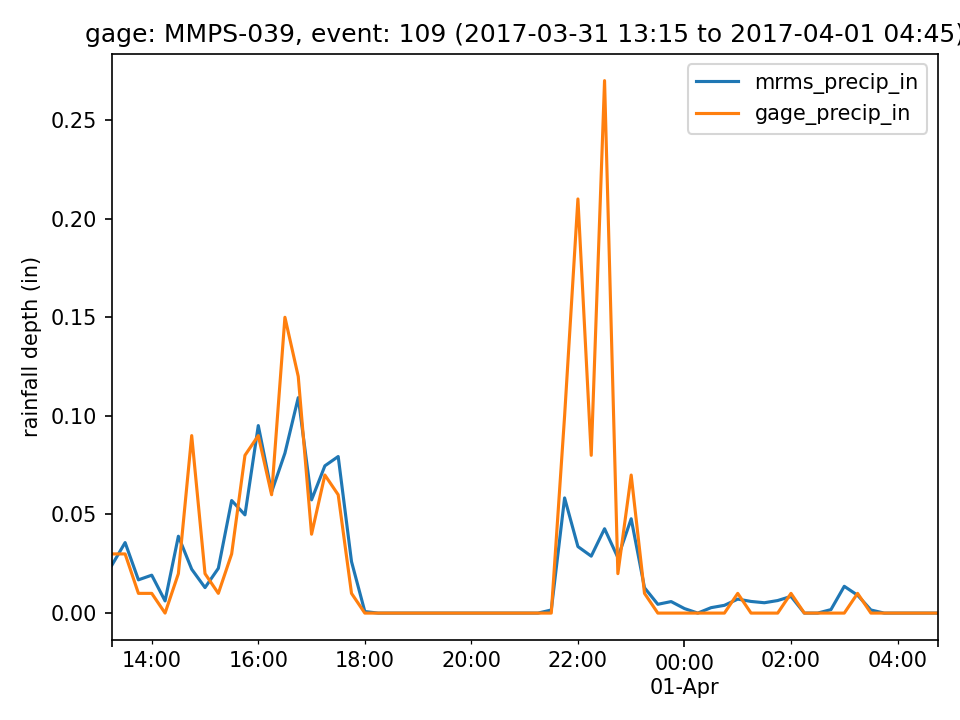 gage: MMPS-039, event: 109 (2017-03-31 13:15 to 2017-04-01 04:45)
mrms_precip_in
gage_precip_in
rainfall depth (in)
0.25
0.20
0.15
0.10
0.05
0.00
14:00 16:00 18:00 20:00 22:00 00:00 02:00 04:00
01-Apr